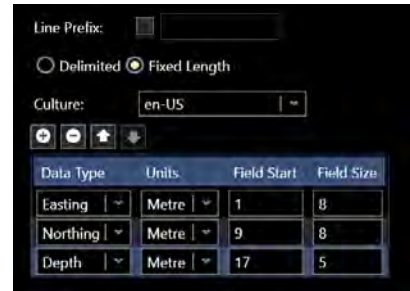 Line Prefix:
Delimited Fixed Length
Culture: en-US
Data Type Units Field Start Field Size
Easting Metre 1 8
Northing Metre 9 8
Depth Metre 17 5